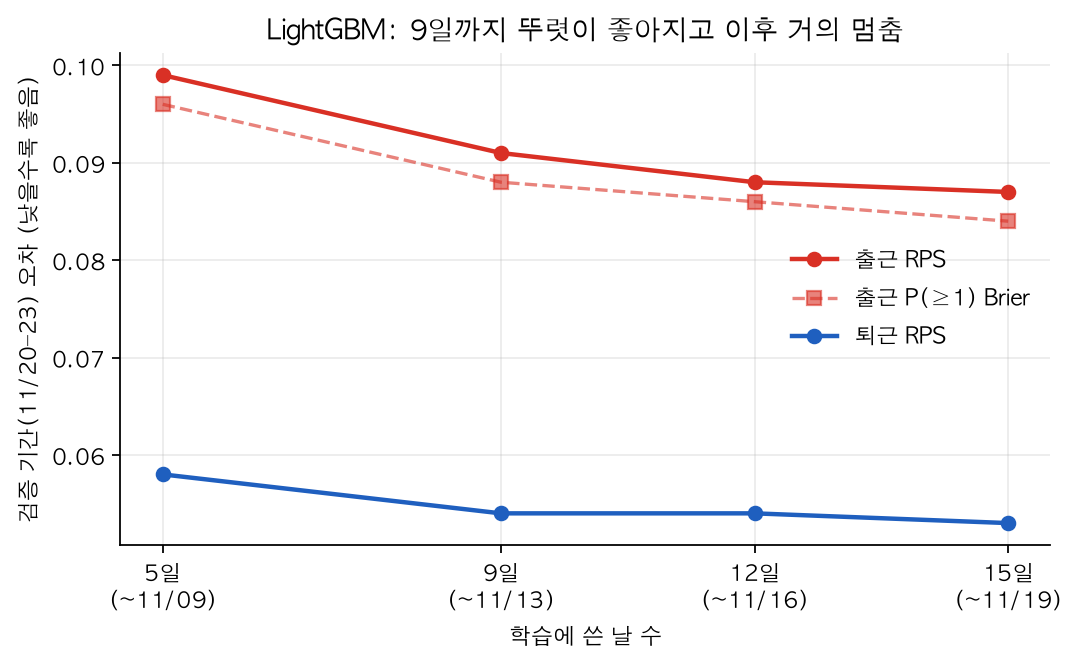 LightGBM: 9일까지 뚜렷이 좋아지고 이후 거의 멈춤
검증 기간(11/20–23) 오차 (낮을수록 좋음)
0.10
0.09
0.08
0.07
0.06
출근 RPS
출근 P(≥1) Brier
퇴근 RPS
5일
(~11/09)
9일
(~11/13)
12일
(~11/16)
15일
(~11/19)
학습에 쓴 날 수